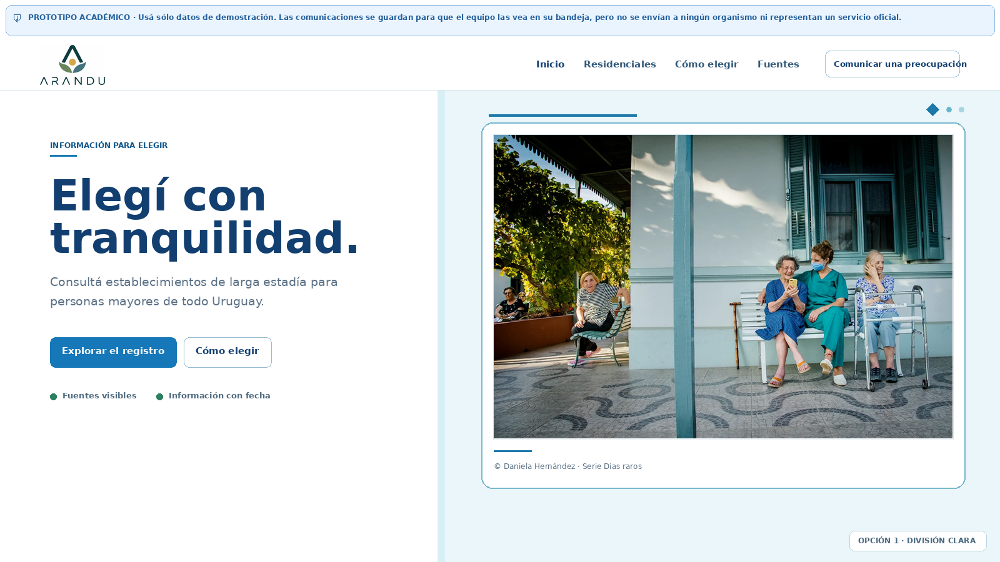 PROTOTIPO ACADÉMICO · Usá sólo datos de demostración. Las comunicaciones se guardan para que el equipo las vea en su bandeja, pero no se envían a ningún organismo ni representan un servicio oficial.
ARANDU
Inicio
Residenciales
Cómo elegir
Fuentes
Comunicar una preocupación
INFORMACIÓN PARA ELEGIR
Elegí con
tranquilidad.
Consultá establecimientos de larga estadía para
personas mayores de todo Uruguay.
Explorar el registro
Cómo elegir
Fuentes visibles
Información con fecha
© Daniela Hernández · Serie Días raros
OPCIÓN 1 · DIVISIÓN CLARA